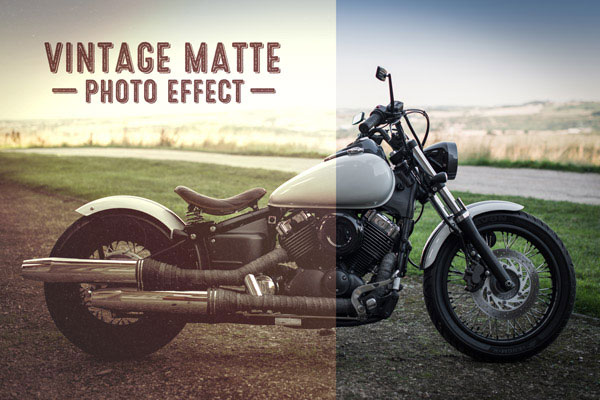 VINTAGE MATTE
— PHOTO EFFECT —